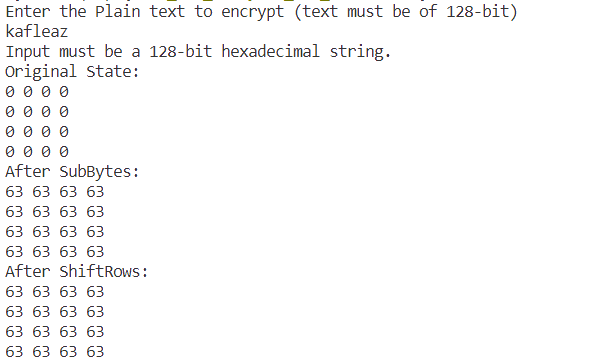 Enter the Plain text to encrypt (text must be of 128-bit)
kafleaz
Input must be a 128-bit hexadecimal string.
Original State:
0 0 0 0
0 0 0 0
0 0 0 0
0 0 0 0
After SubBytes:
63 63 63 63
63 63 63 63
63 63 63 63
63 63 63 63
After ShiftRows:
63 63 63 63
63 63 63 63
63 63 63 63
63 63 63 63